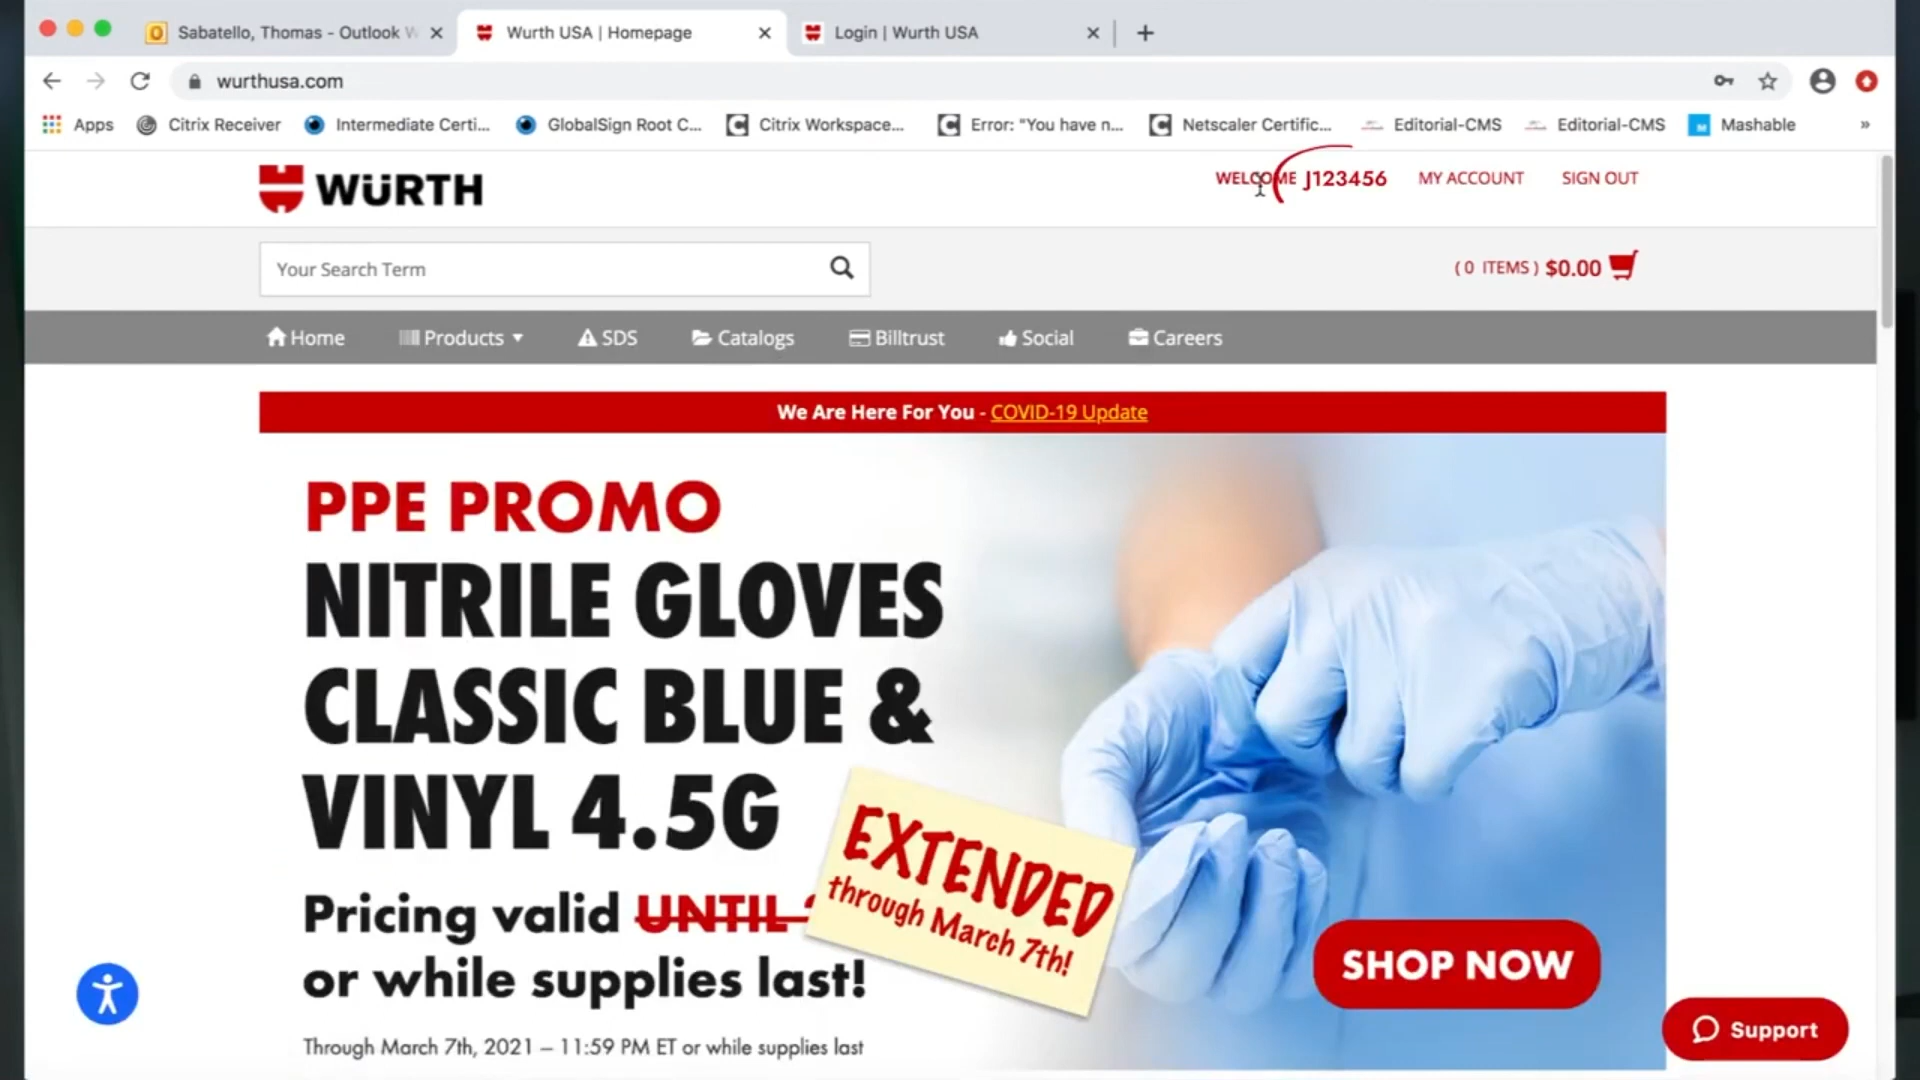 Sabatello, Thomas - Outlook
Wurth USA | Homepage
Login | Wurth USA
wurthusa.com
Apps
Citrix Receiver
Intermediate Certi...
GlobalSign Root C...
Citrix Workspace...
Error: "You have n...
Netscaler Certific...
Editorial-CMS
Editorial-CMS
Mashable
»
WÜRTH
WELCOME J123456
MY ACCOUNT
SIGN OUT
Your Search Term
( 0 ITEMS ) $0.00
Home
Products
SDS
Catalogs
Billtrust
Social
Careers
We Are Here For You - COVID-19 Update
PPE PROMO
NITRILE GLOVES
CLASSIC BLUE &
VINYL 4.5G
EXTENDED
through March 7th!
Pricing valid UNTIL
or while supplies last!
SHOP NOW
Support
Through March 7th, 2021 – 11:59 PM ET or while supplies last